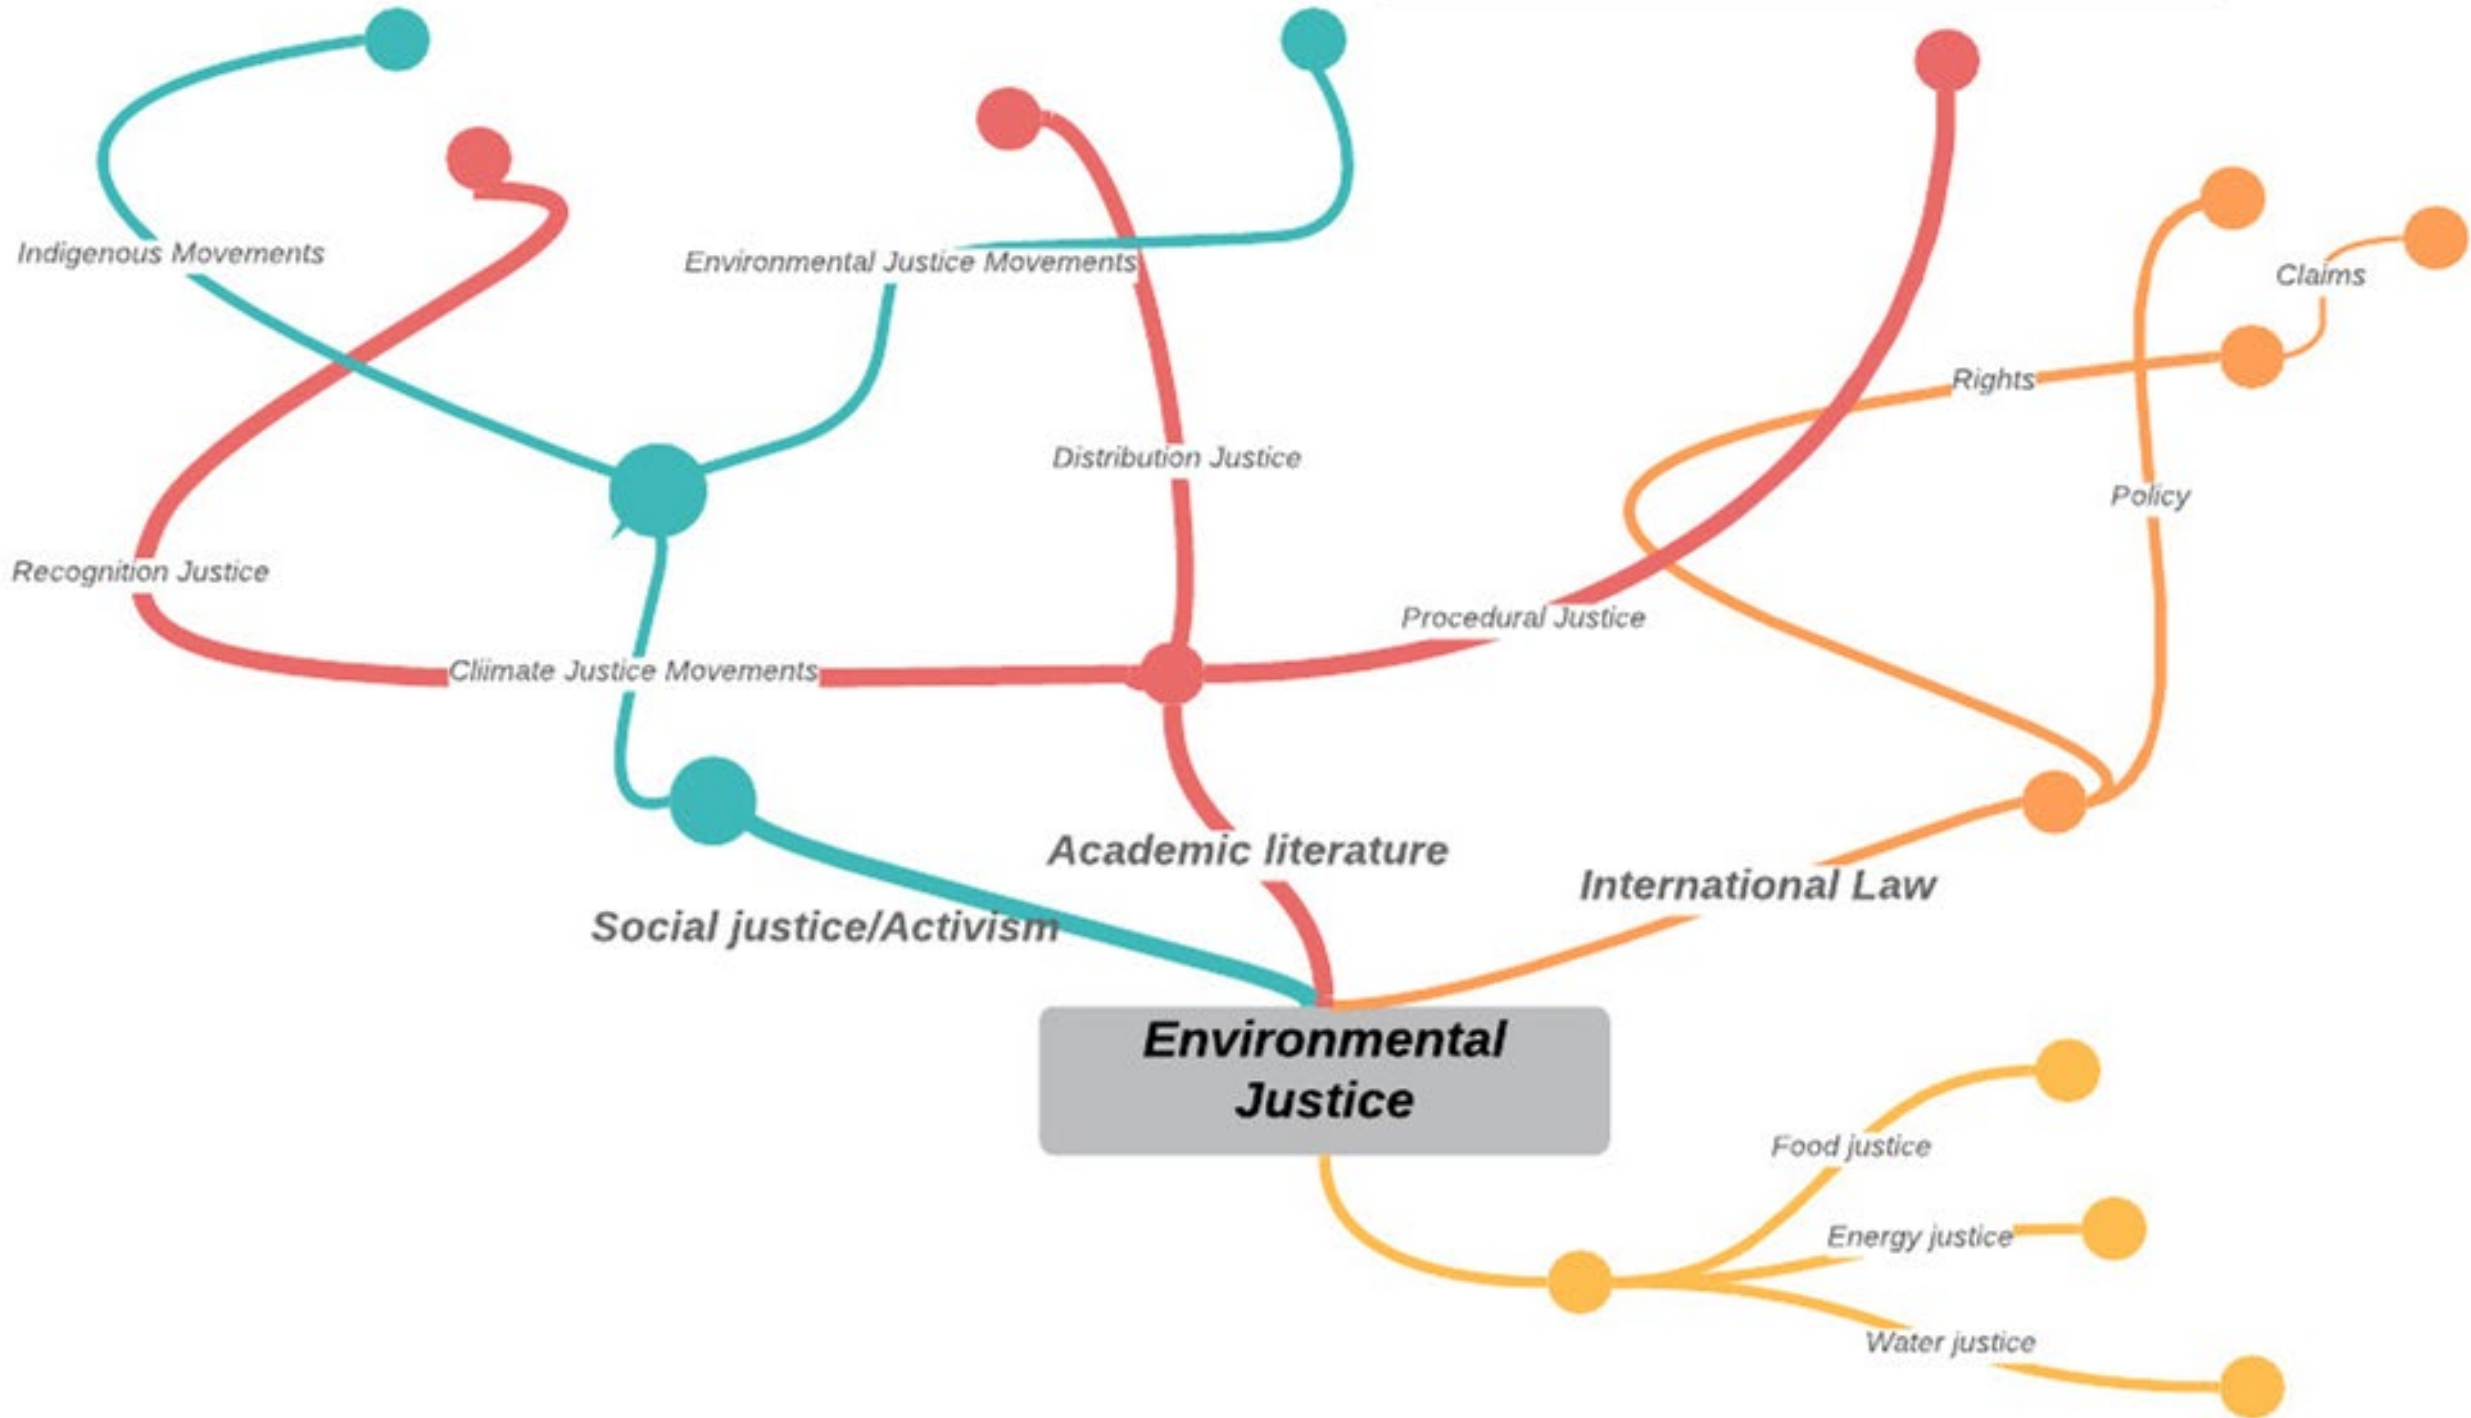 Indigenous Movements
Environmental Justice Movements
Claims
Rights
Distribution Justice
Policy
Recognition Justice
Procedural Justice
Cliimate Justice Movements
Academic literature
International Law
Social justice/Activism
Environmental
Justice
Food justice
Energy justice
Water justice